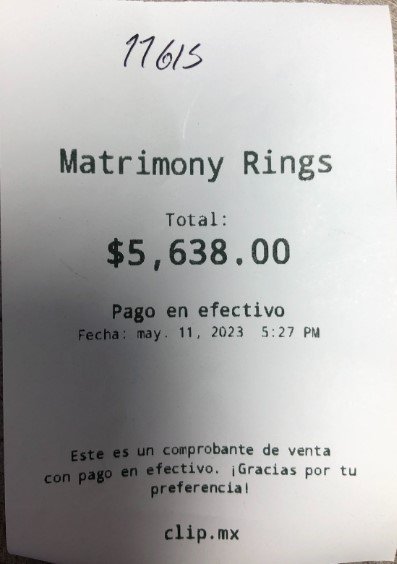 11615
Matrimony Rings
Total:
$5,638.00
Pago en efectivo
Fecha: may. 11, 2023 5:27 PM
Este es un comprobante de venta
con pago en efectivo. ¡Gracias por tu
preferencia!
clip.mx